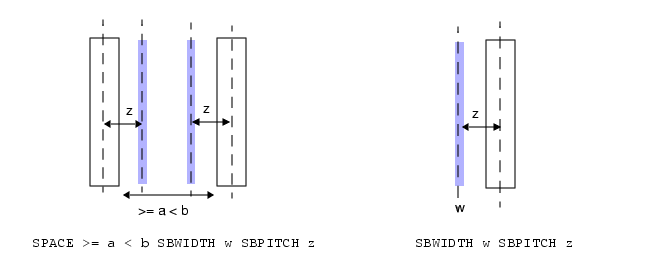 z
z
z
>= a < b
w
SPACE >= a < b SBWIDTH w SBPITCH z
SBWIDTH w SBPITCH z